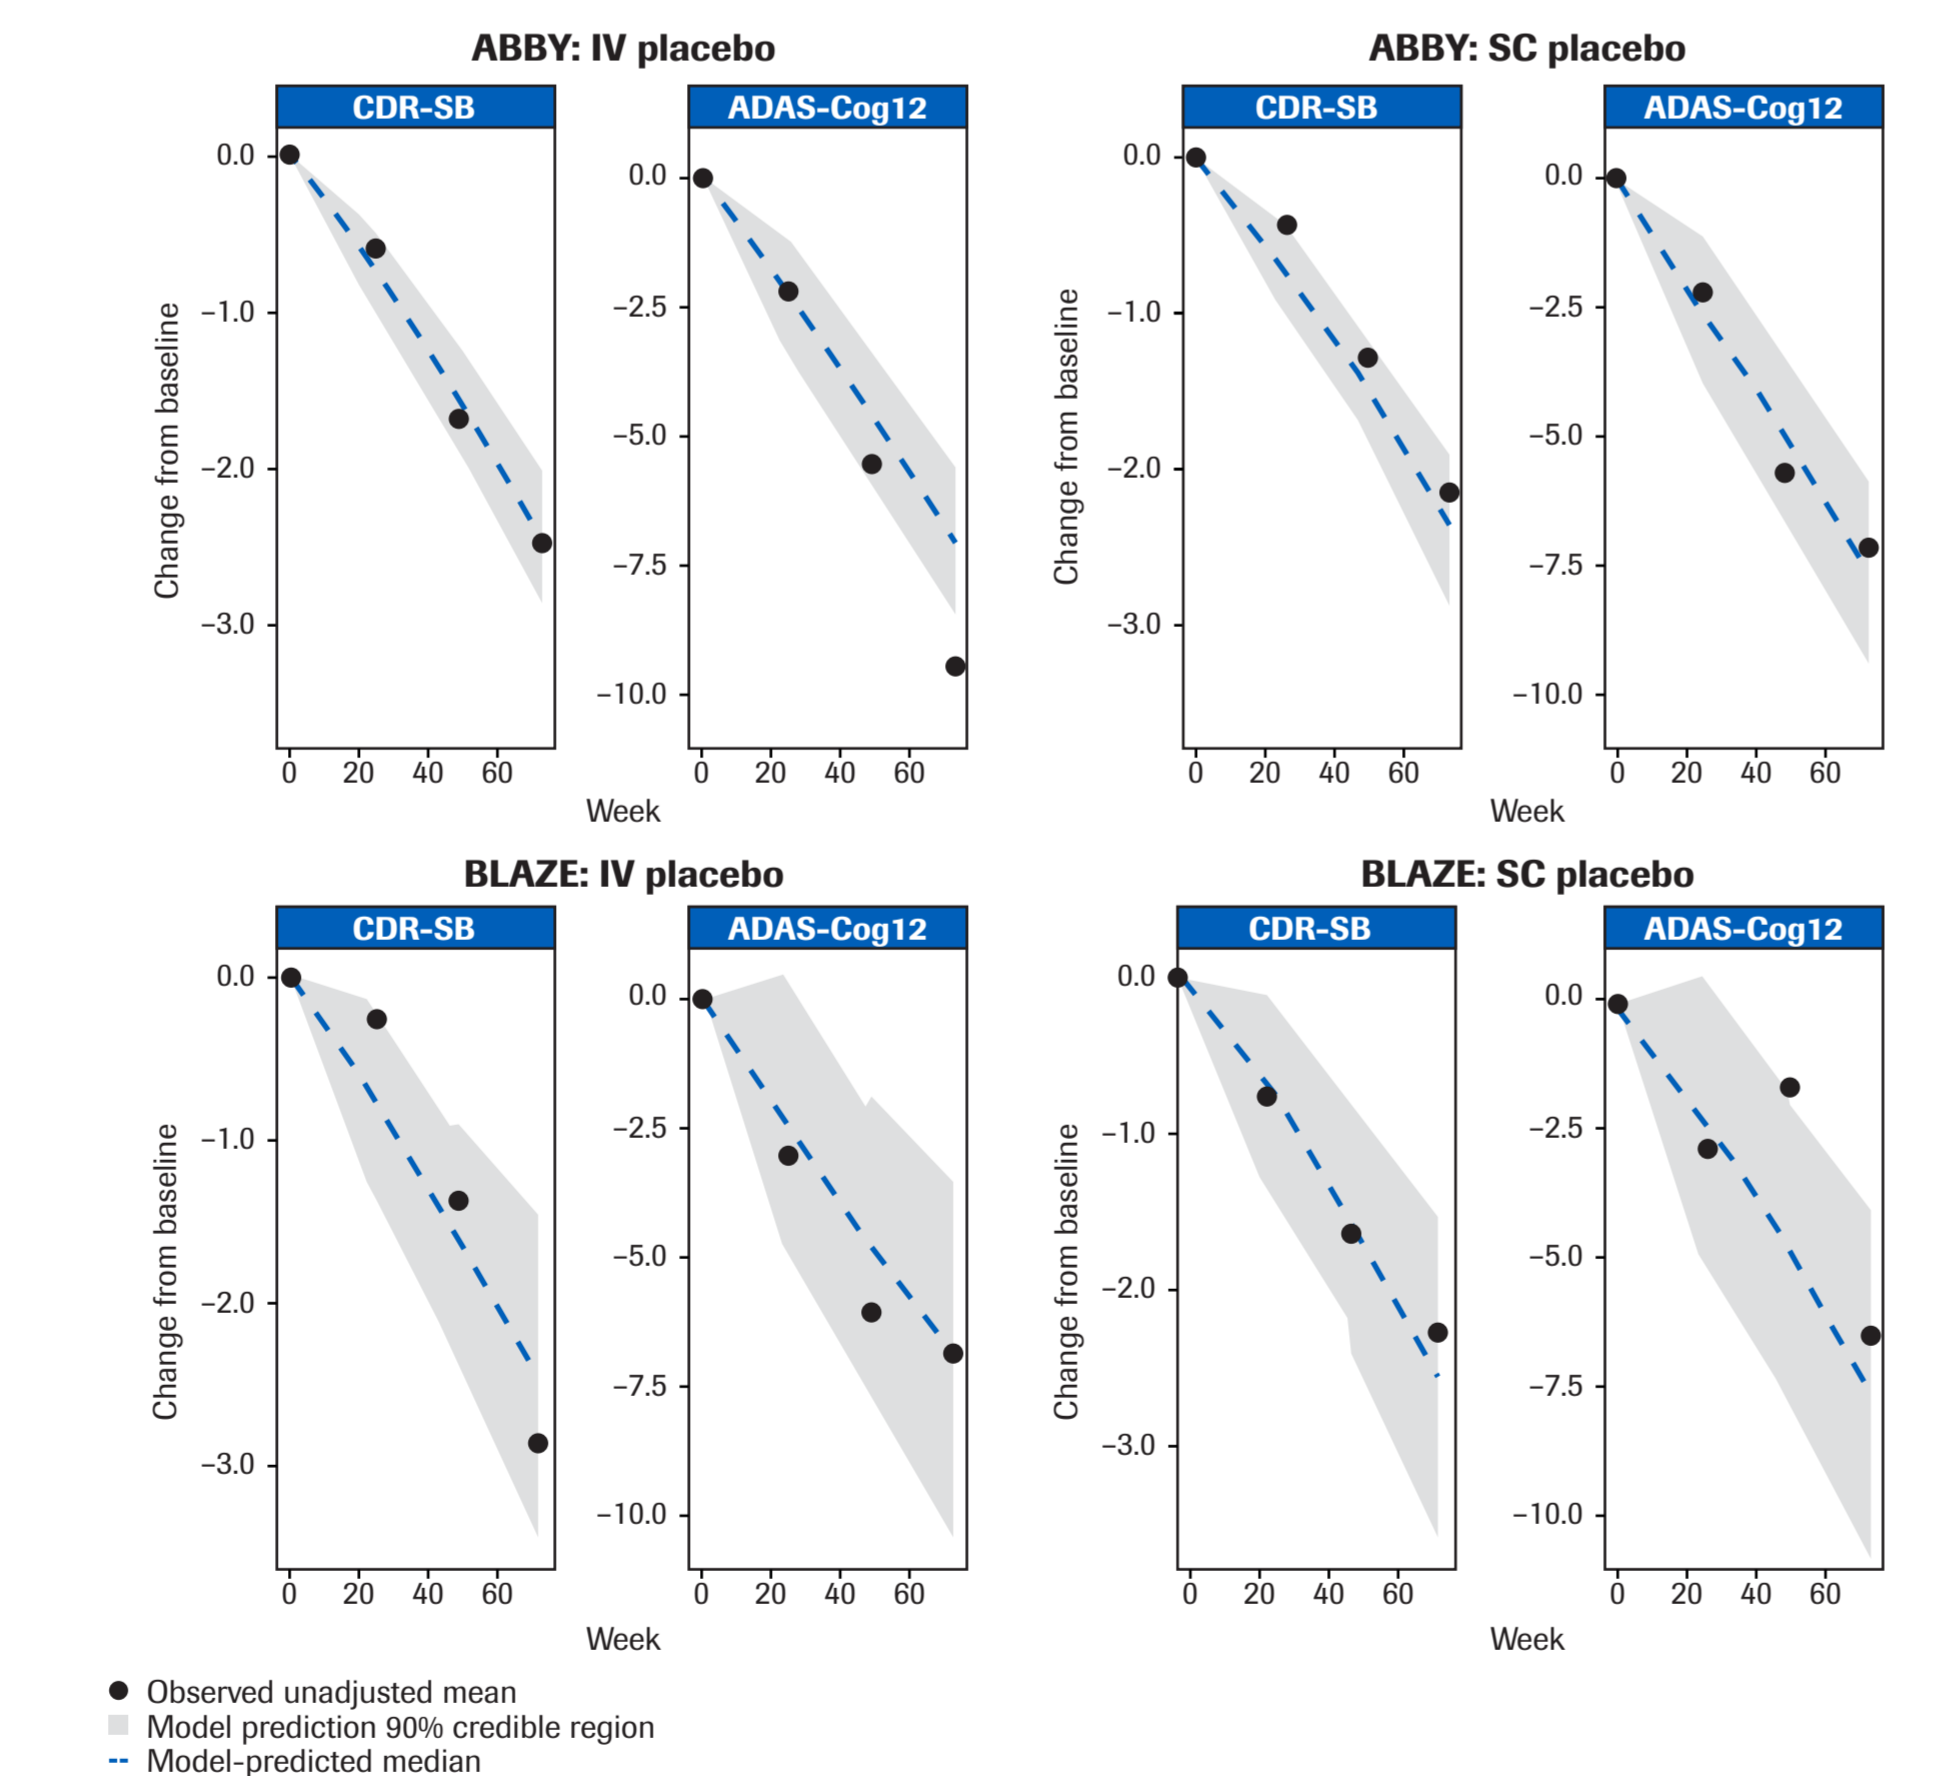 ABBY: IV placebo
ABBY: SC placebo
CDR-SB
ADAS-Cog12
CDR-SB
ADAS-Cog12
Change from baseline
0.0
−1.0
−2.0
−3.0
0 20 40 60
0.0
−2.5
−5.0
−7.5
−10.0
0 20 40 60
Week
Change from baseline
0.0
−1.0
−2.0
−3.0
0 20 40 60
0.0
−2.5
−5.0
−7.5
−10.0
0 20 40 60
Week
BLAZE: IV placebo
BLAZE: SC placebo
CDR-SB
ADAS-Cog12
CDR-SB
ADAS-Cog12
Change from baseline
0.0
−1.0
−2.0
−3.0
0 20 40 60
0.0
−2.5
−5.0
−7.5
−10.0
0 20 40 60
Week
Change from baseline
0.0
−1.0
−2.0
−3.0
0 20 40 60
0.0
−2.5
−5.0
−7.5
−10.0
0 20 40 60
Week
Observed unadjusted mean
Model prediction 90% credible region
Model-predicted median